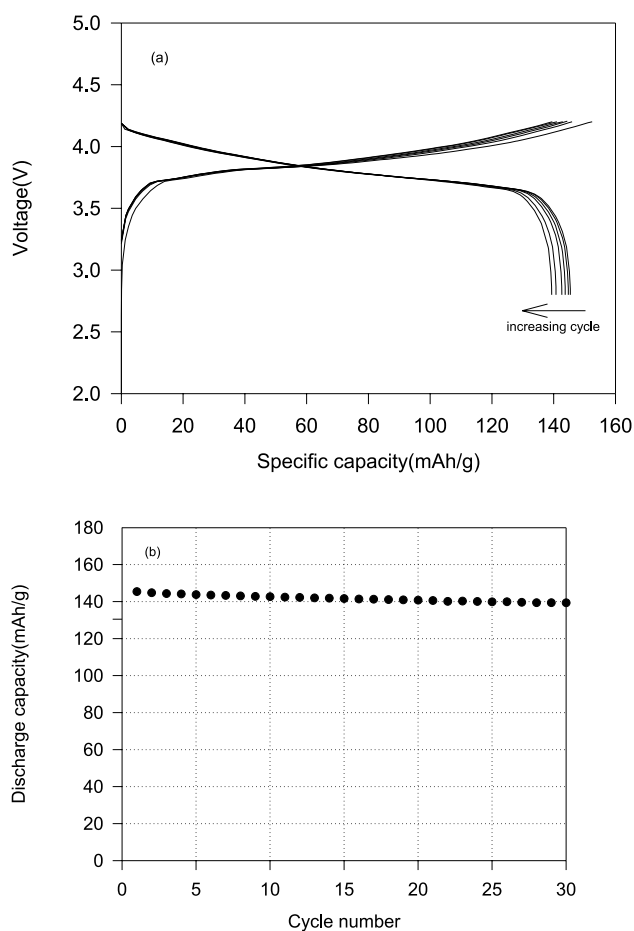 (a)
Voltage(V)
5.0
4.5
4.0
3.5
3.0
2.5
2.0
increasing cycle
0 20 40 60 80 100 120 140 160
Specific capacity(mAh/g)
(b)
Discharge capacity(mAh/g)
180
160
140
120
100
80
60
40
20
0
0 5 10 15 20 25 30
Cycle number